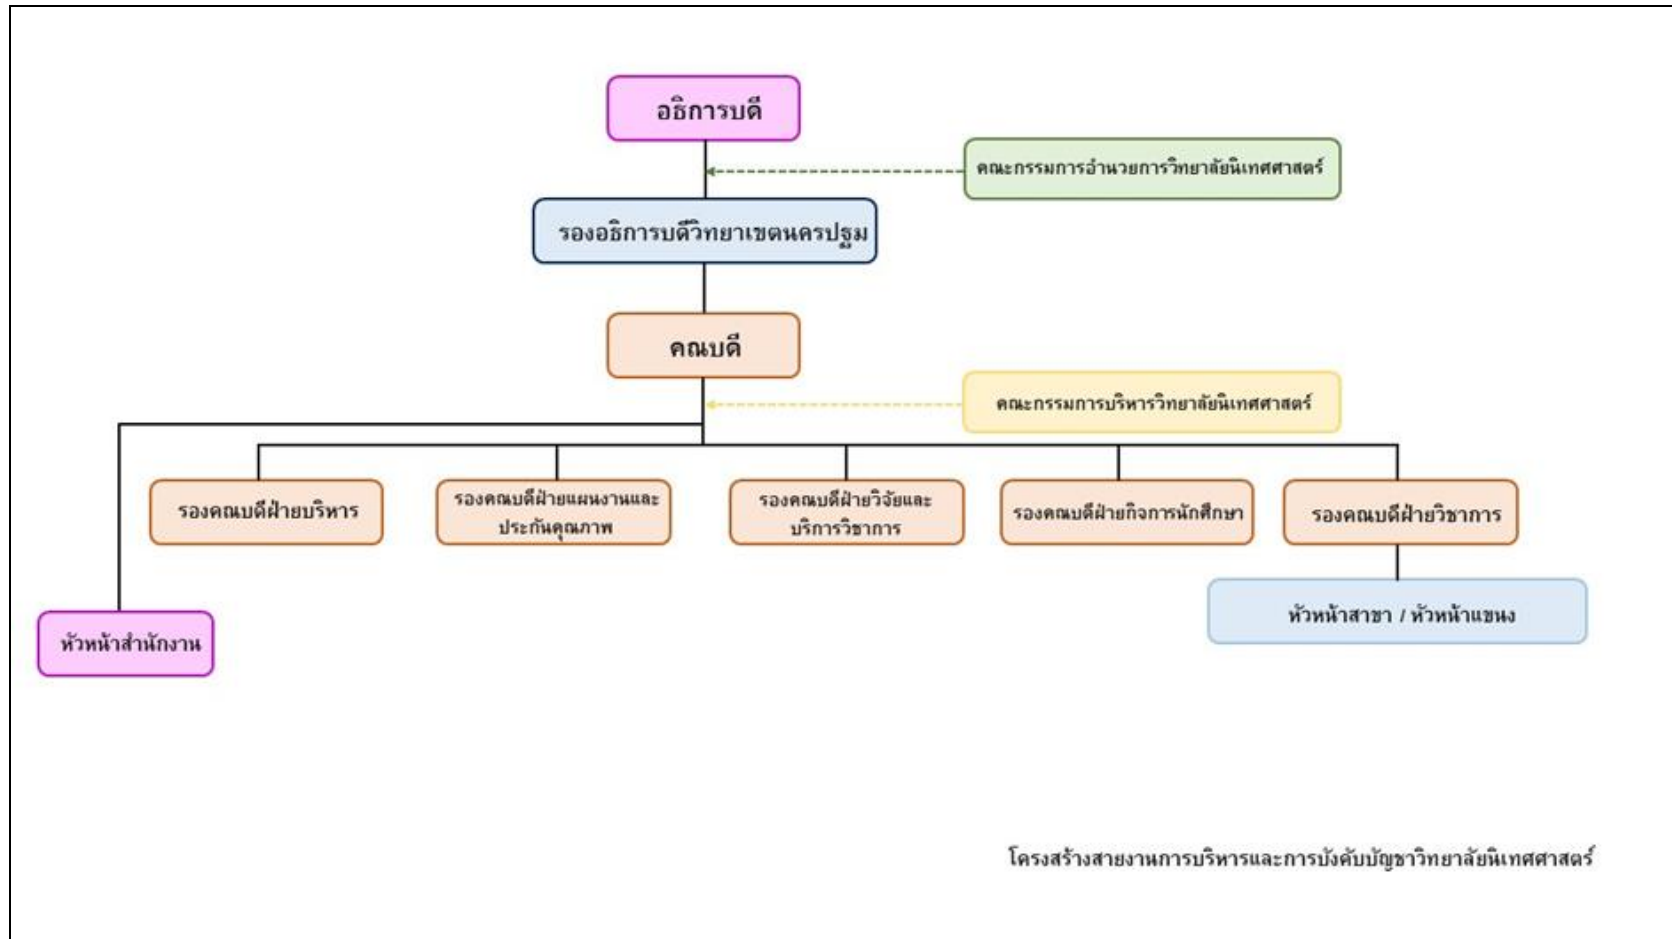 อธิการบดี
คณะกรรมการอำนวยการวิทยาลัยนิเทศศาสตร์
รองอธิการบดีวิทยาเขตนครปฐม
คณบดี
คณะกรรมการบริหารวิทยาลัยนิเทศศาสตร์
รองคณบดีฝ่ายบริหาร
รองคณบดีฝ่ายแผนงานและ
ประกันคุณภาพ
รองคณบดีฝ่ายวิจัยและ
บริการวิชาการ
รองคณบดีฝ่ายกิจการนักศึกษา
รองคณบดีฝ่ายวิชาการ
หัวหน้าสาขา / หัวหน้าแขนง
หัวหน้าสำนักงาน
โครงสร้างสายงานการบริหารและการบังคับบัญชาวิทยาลัยนิเทศศาสตร์